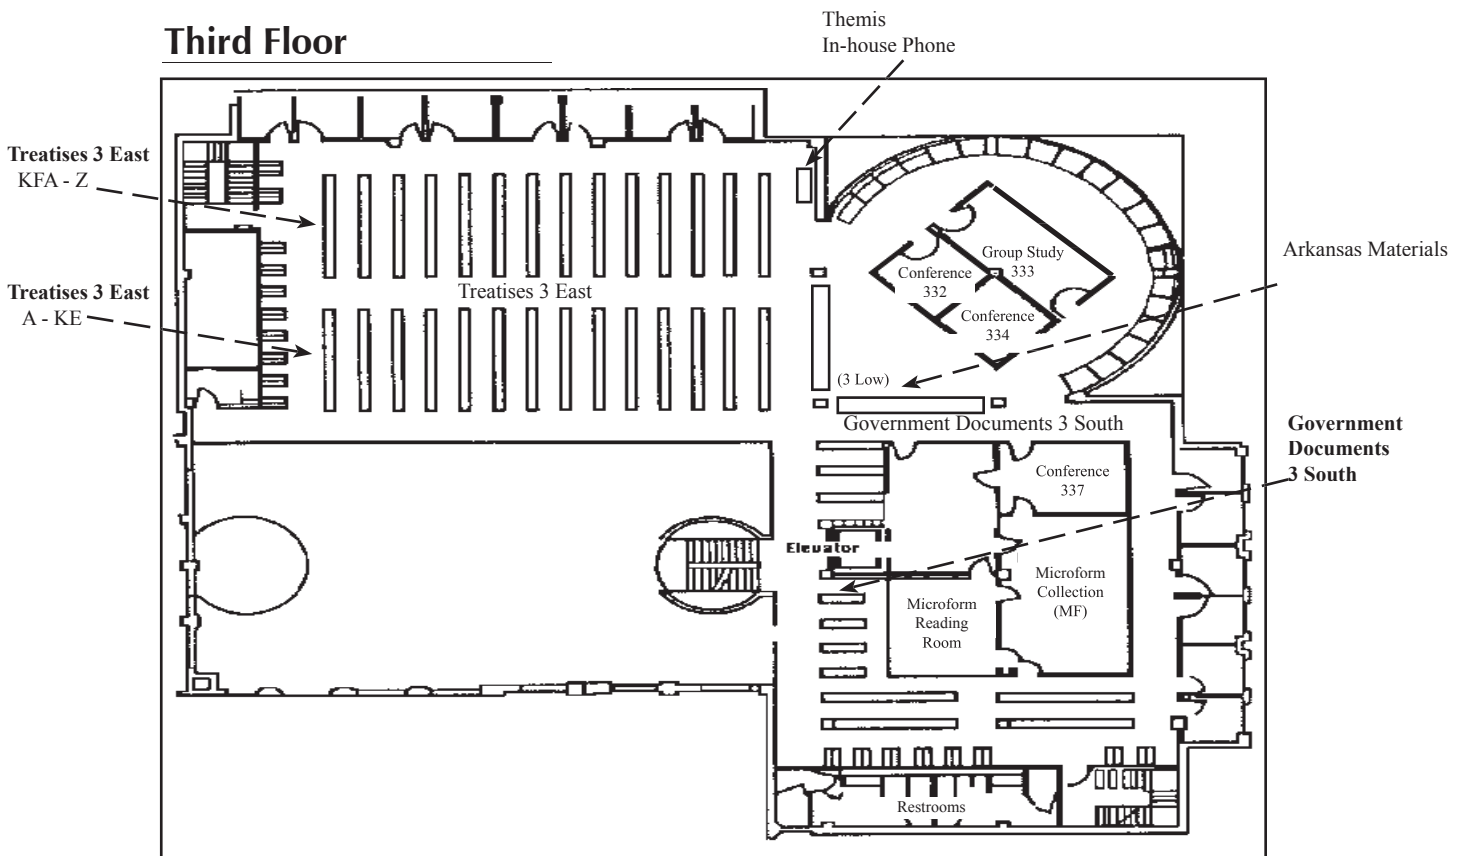 Third Floor
Themis
In-house Phone
Treatises 3 East
KFA - Z
Treatises 3 East
A - KE
Treatises 3 East
Group Study
333
Conference
332
Conference
334
Arkansas Materials
(3 Low)
Government Documents 3 South
Government
Documents
3 South
Conference
337
Elevator
Microform
Collection
(MF)
Microform
Reading
Room
Restrooms